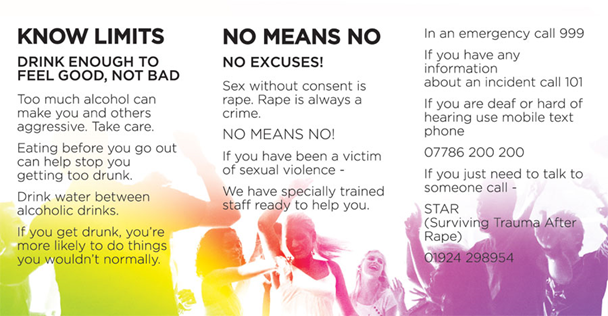 KNOW LIMITS
DRINK ENOUGH TO
FEEL GOOD, NOT BAD
Too much alcohol can
make you and others
aggressive. Take care.
Eating before you go out
can help stop you
getting too drunk.
Drink water between
alcoholic drinks.
If you get drunk, you're
more likely to do things
you wouldn't normally.
NO MEANS NO
NO EXCUSES!
Sex without consent is
rape. Rape is always a
crime.
NO MEANS NO!
If you have been a victim
of sexual violence -
We have specially trained
staff ready to help you.
In an emergency call 999
If you have any
information
about an incident call 101
If you are deaf or hard of
hearing use mobile text
phone
07786 200 200
If you just need to talk to
someone call -
STAR
(Surviving Trauma After
Rape)
01924 298954